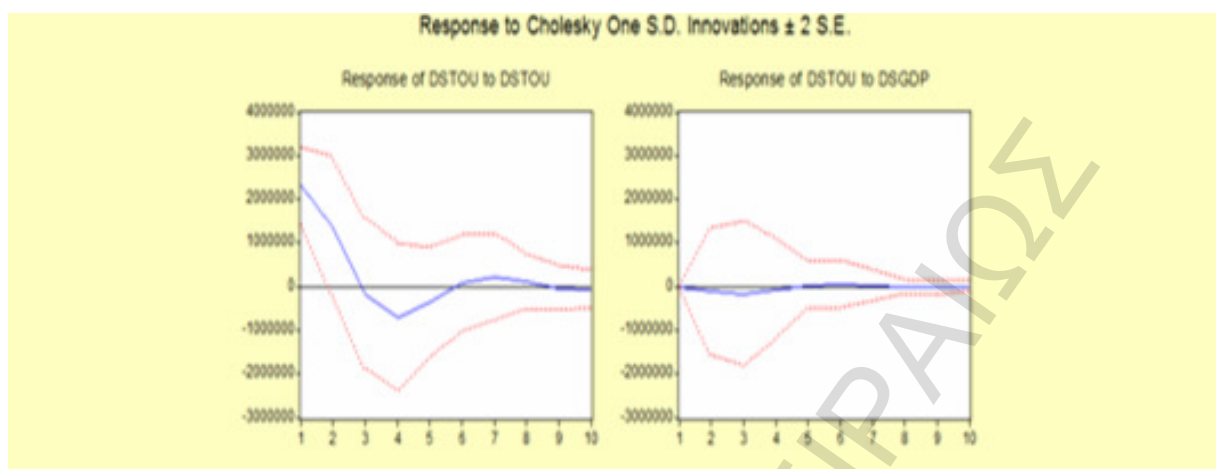 Response to Cholesky One S.D. Innovations ± 2 S.E.
Response of DSTOU to DSTOU
4000000
3000000
2000000
1000000
0
-1000000
-2000000
-3000000
1 2 3 4 5 6 7 8 9 10
Response of DSTOU to DSGDP
4000000
3000000
2000000
1000000
0
-1000000
-2000000
-3000000
1 2 3 4 5 6 7 8 9 10
ΕΙΡΑΙΩΣ